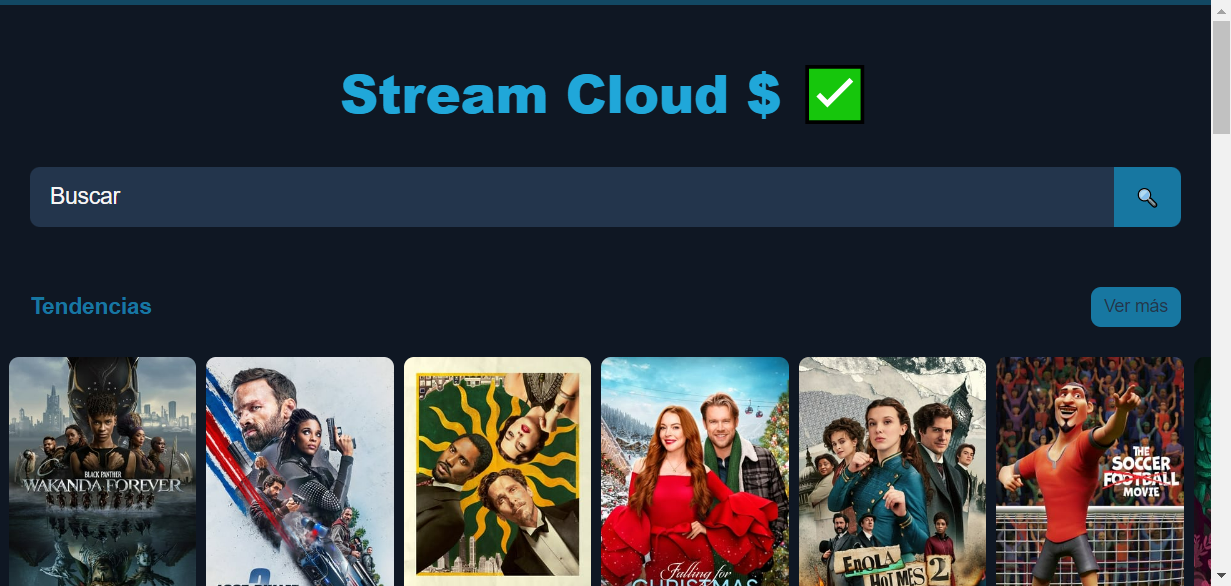 Stream Cloud $ ✅
Buscar
Tendencias
Ver más
BLACK PANTHER
WAKANDA FOREVER
2
Falling for
CHRISTMAS
ENOLA
HOLMES 2
THE
SOCCER
FOOTBALL
MOVIE